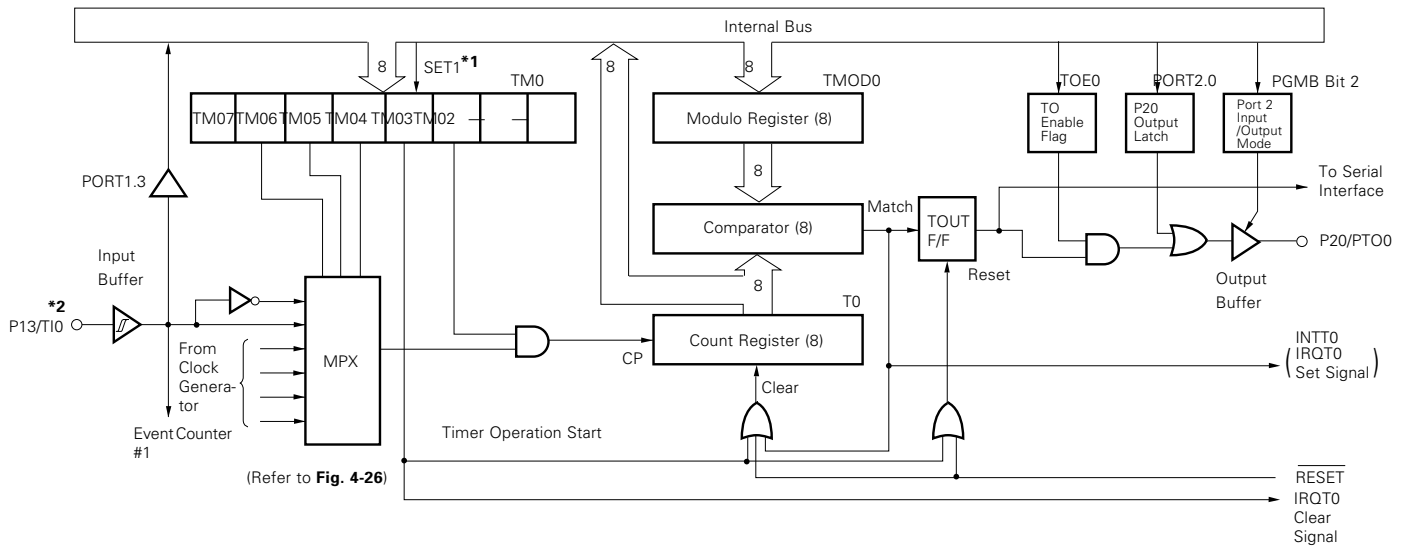 Internal Bus
8
SET1*1
TM0
8
8
TMOD0
TOE0
PORT2.0
PGMB Bit 2
TM07 TM06 TM05 TM04 TM03 TM02 — —
Modulo Register (8)
TO
Enable
Flag
P20
Output
Latch
Port 2
Input
/Output
Mode
8
PORT1.3
To Serial
Interface
Comparator (8)
Match
TOUT
F/F
Reset
P20/PTO0
Output
Buffer
Input
Buffer
*2
P13/TI0
8
T0
MPX
From
Clock
Genera-
tor
CP
Count Register (8)
INTT0
(IRQT0
Set Signal)
Clear
Event Counter
#1
Timer Operation Start
(Refer to Fig. 4-26)
RESET
IRQT0
Clear
Signal